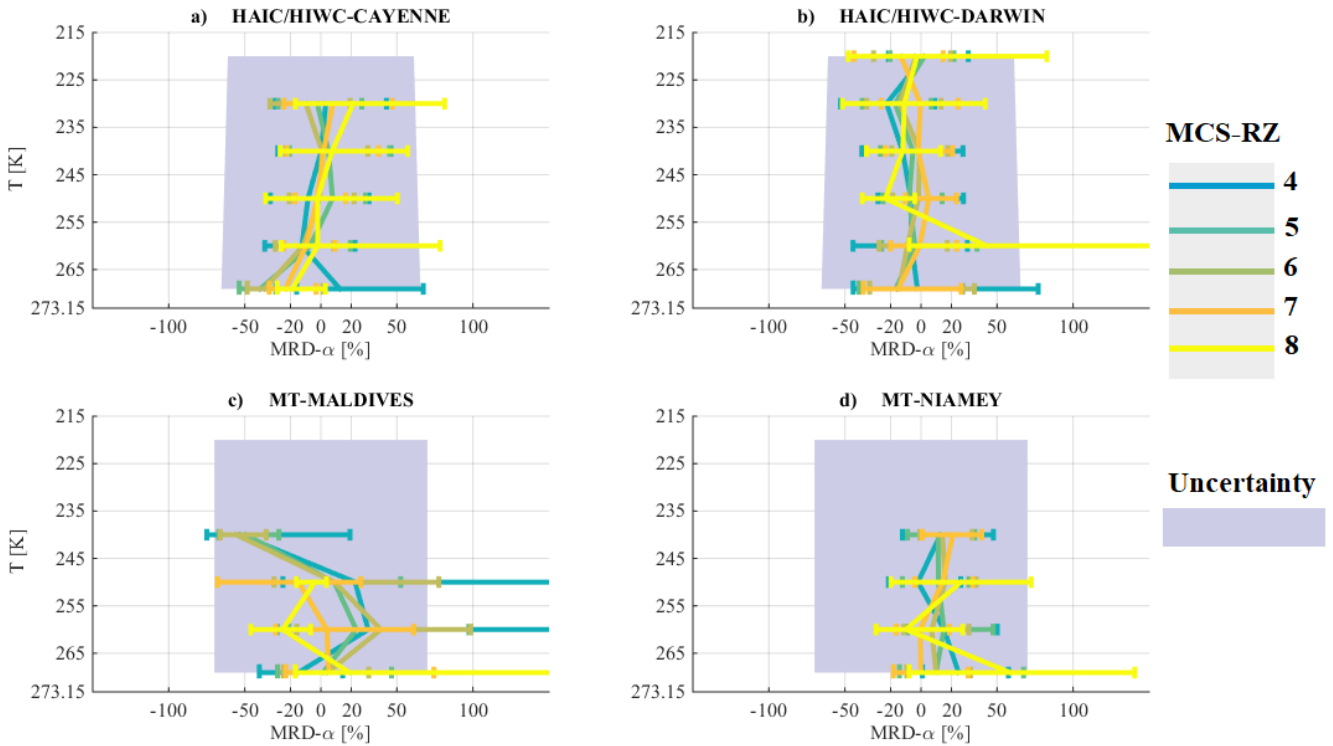 a) HAIC/HIWC-CAYENNE
215
225
235
245
255
265
273.15
T [K]
-100 -50 -20 0 20 50 100
MRD-α [%]
b) HAIC/HIWC-DARWIN
215
225
235
245
255
265
273.15
-100 -50 -20 0 20 50 100
MRD-α [%]
MCS-RZ
4
5
6
7
8
c) MT-MALDIVES
215
225
235
245
255
265
273.15
T [K]
-100 -50 -20 0 20 50 100
MRD-α [%]
d) MT-NIAMEY
215
225
235
245
255
265
273.15
-100 -50 -20 0 20 50 100
MRD-α [%]
Uncertainty